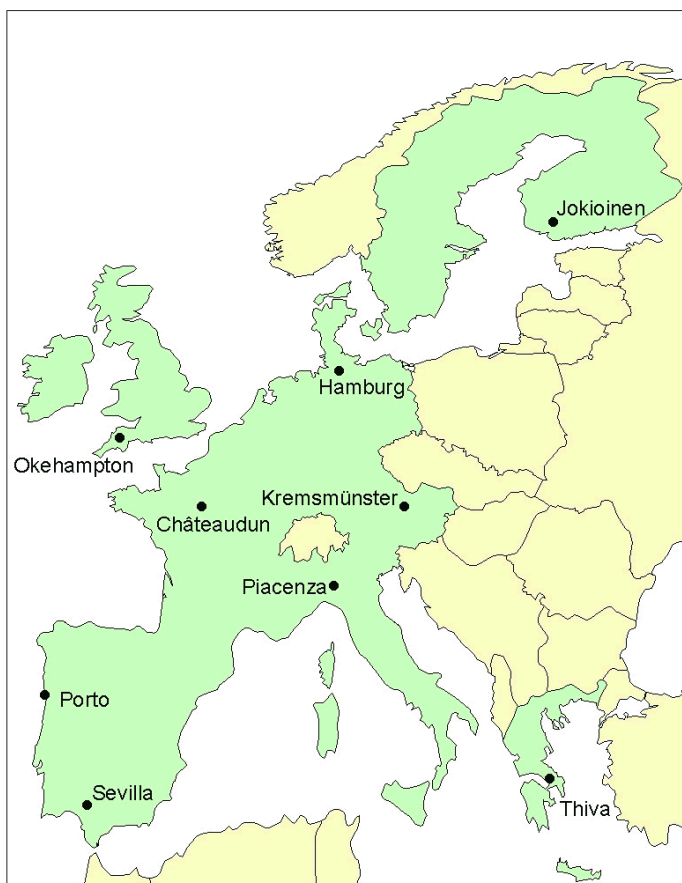 Jokioinen
Hamburg
Okehampton
Kremsmünster
Châteaudun
Piacenza
Porto
Sevilla
Thiva